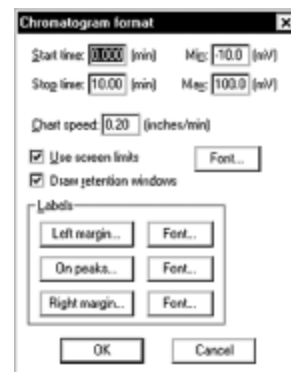 Chromatogram format
Start time: 0.000 (min) Min: -10.0 (mV)
Stop time: 10.00 (min) Max: 100.0 (mV)
Chart speed: 0.20 (inches/min)
Use screen limits Font...
Draw retention windows
Labels
Left margin... Font...
On peaks... Font...
Right margin... Font...
OK Cancel